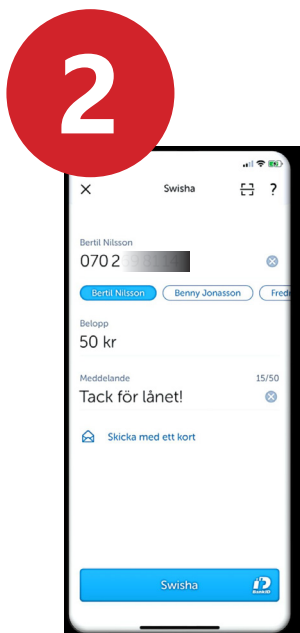 2
Swisha
?
Bertil Nilsson
070 2
Bertil Nilsson Benny Jonasson Fred
Belopp
50 kr
Meddelande 15/50
Tack för lånet!
Skicka med ett kort
Swisha
BankID